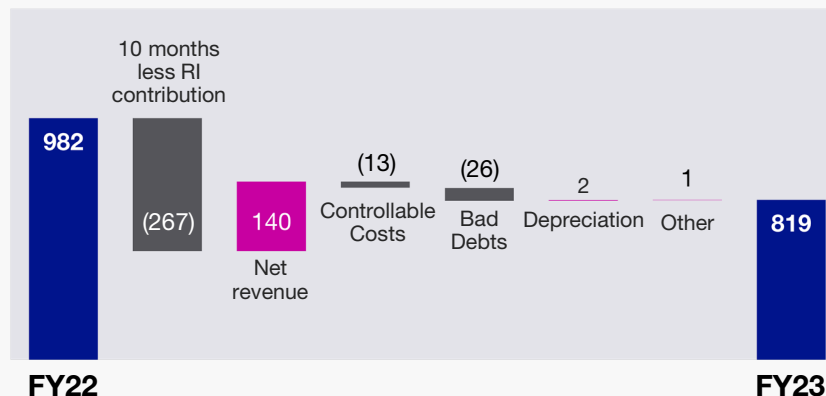 10 months
less RI
contribution
982
(267)
140
Net
revenue
(13)
Controllable
Costs
(26)
Bad
Debts
2
Depreciation
1
Other
819
FY22
FY23